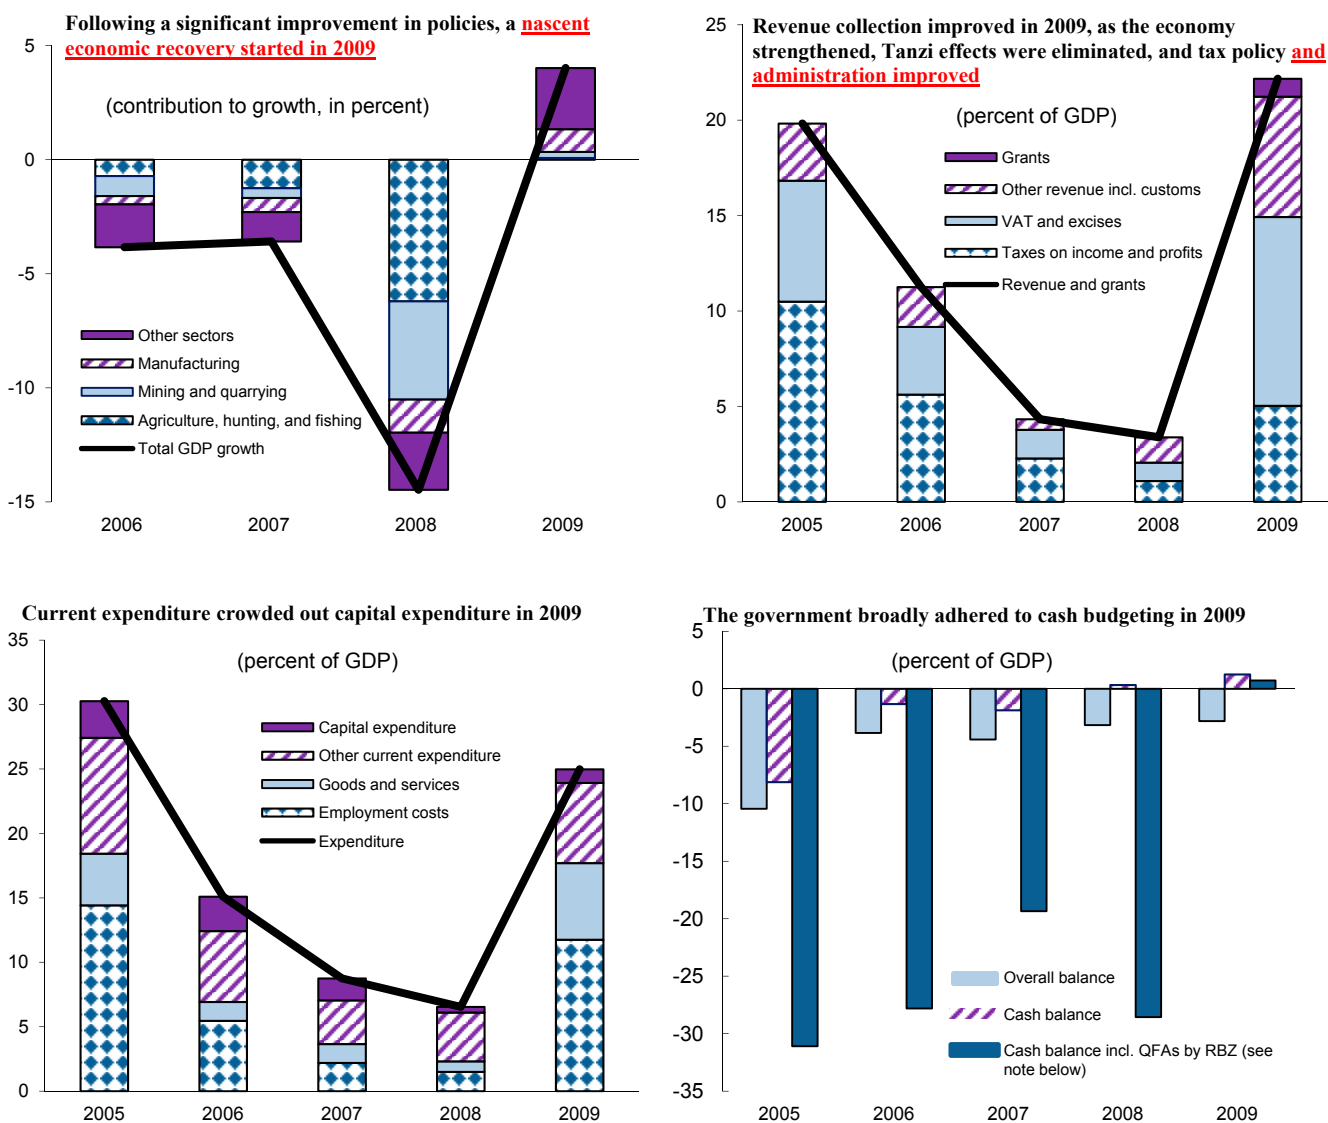 Following a significant improvement in policies, a nascent
economic recovery started in 2009
(contribution to growth, in percent)
5
0
-5
-10
-15
Other sectors
Manufacturing
Mining and quarrying
Agriculture, hunting, and fishing
Total GDP growth
2006 2007 2008 2009
Revenue collection improved in 2009, as the economy
strengthened, Tanzi effects were eliminated, and tax policy and
administration improved
(percent of GDP)
25
20
15
10
5
0
Grants
Other revenue incl. customs
VAT and excises
Taxes on income and profits
Revenue and grants
2005 2006 2007 2008 2009
Current expenditure crowded out capital expenditure in 2009
(percent of GDP)
35
30
25
20
15
10
5
0
Capital expenditure
Other current expenditure
Goods and services
Employment costs
Expenditure
2005 2006 2007 2008 2009
The government broadly adhered to cash budgeting in 2009
(percent of GDP)
5
0
-5
-10
-15
-20
-25
-30
-35
Overall balance
Cash balance
Cash balance incl. QFAs by RBZ (see
note below)
2005 2006 2007 2008 2009